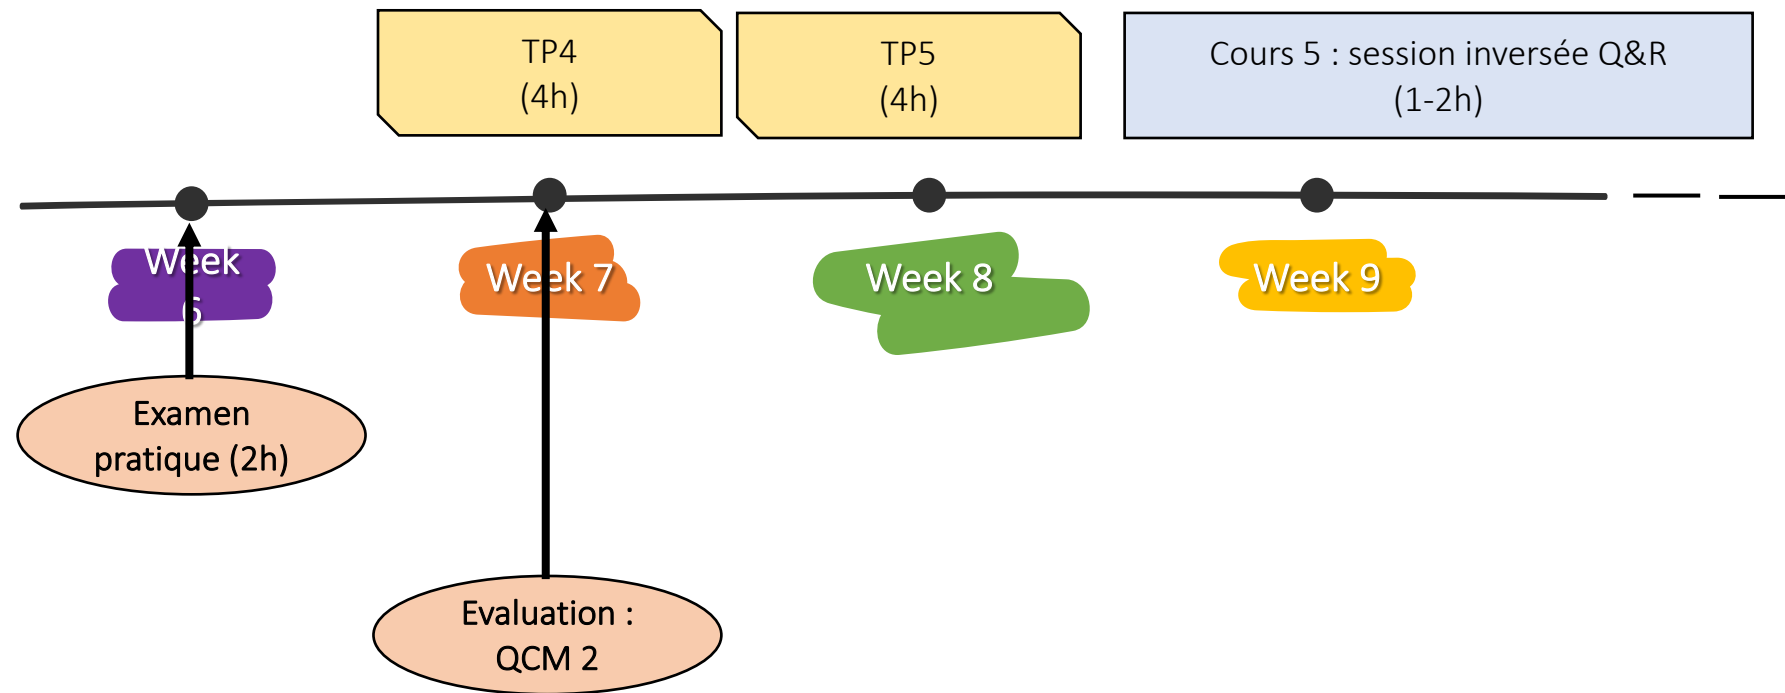 TP4
(4h)
TP5
(4h)
Cours 5 : session inversée Q&R
(1-2h)
Week
6
Week 7
Week 8
Week 9
Examen
pratique (2h)
Evaluation :
QCM 2